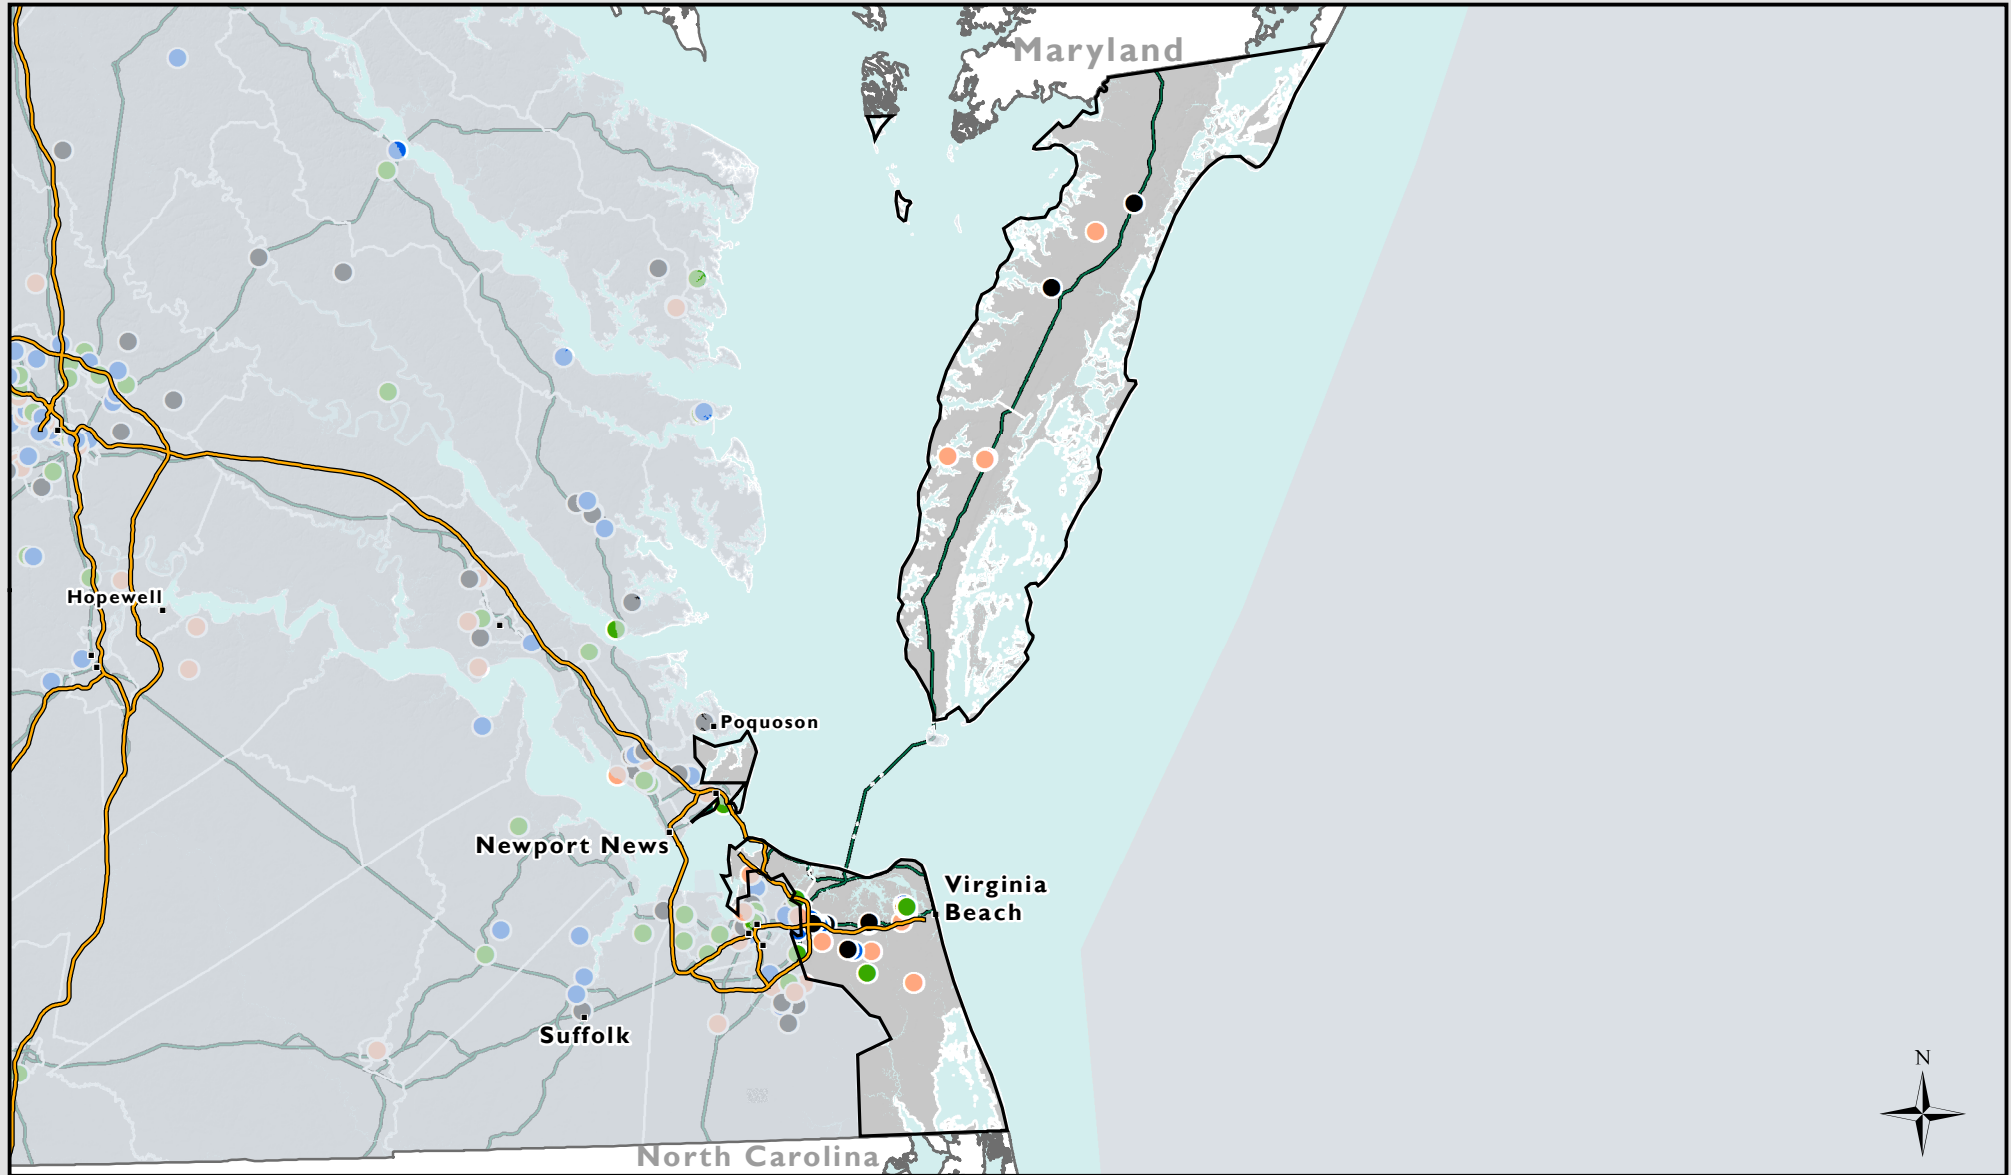 Maryland
Hopewell
Poquoson
Newport News
Virginia
Beach
Suffolk
N
North Carolina